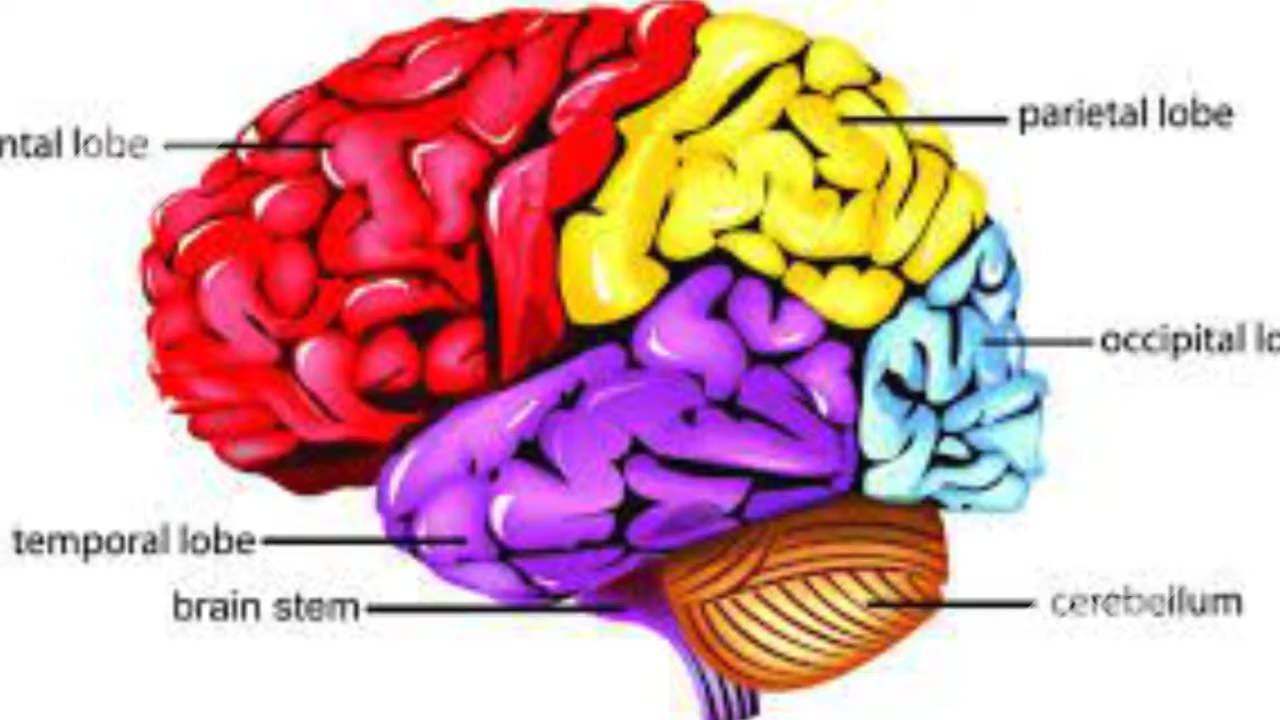 ntal lobe
parietal lobe
occipital lo
temporal lobe
brain stem
cerebellum